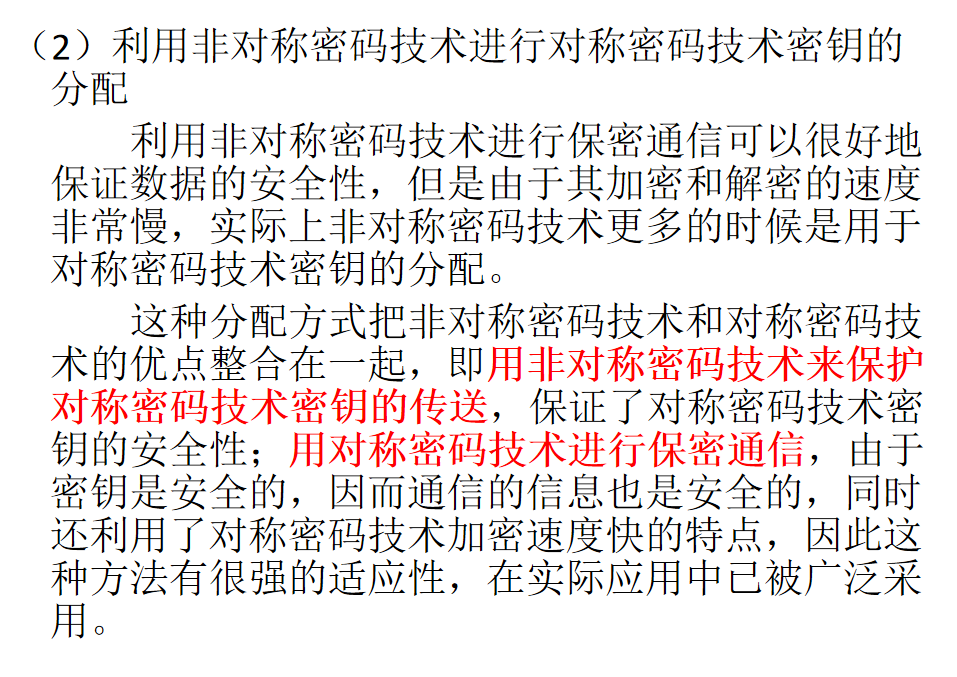 （2）利用非对称密码技术进行对称密码技术密钥的
分配
利用非对称密码技术进行保密通信可以很好地
保证数据的安全性，但是由于其加密和解密的速度
非常慢，实际上非对称密码技术更多的时候是用于
对称密码技术密钥的分配。
这种分配方式把非对称密码技术和对称密码技
术的优点整合在一起，即用非对称密码技术来保护
对称密码技术密钥的传送，保证了对称密码技术密
钥的安全性；用对称密码技术进行保密通信，由于
密钥是安全的，因而通信的信息也是安全的，同时
还利用了对称密码技术加密速度快的特点，因此这
种方法有很强的适应性，在实际应用中已被广泛采
用。